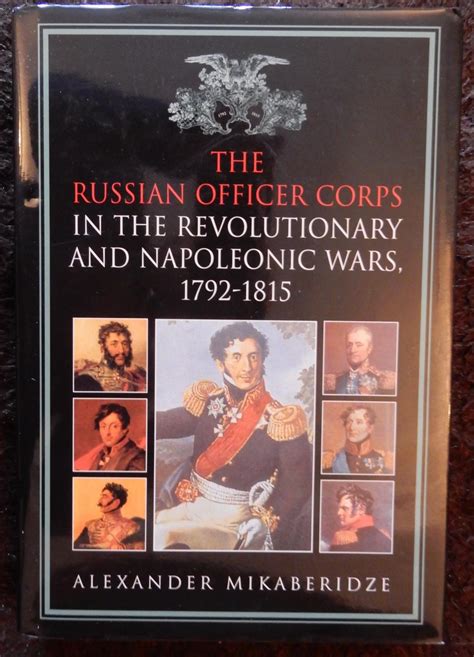 THE
RUSSIAN OFFICER CORPS
IN THE REVOLUTIONARY
AND NAPOLEONIC WARS,
1792-1815
ALEXANDER MIKABERIDZE